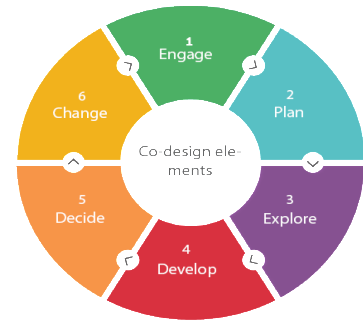 1
Engage
2
Plan
3
Explore
4
Develop
5
Decide
6
Change
Co-design ele-
ments